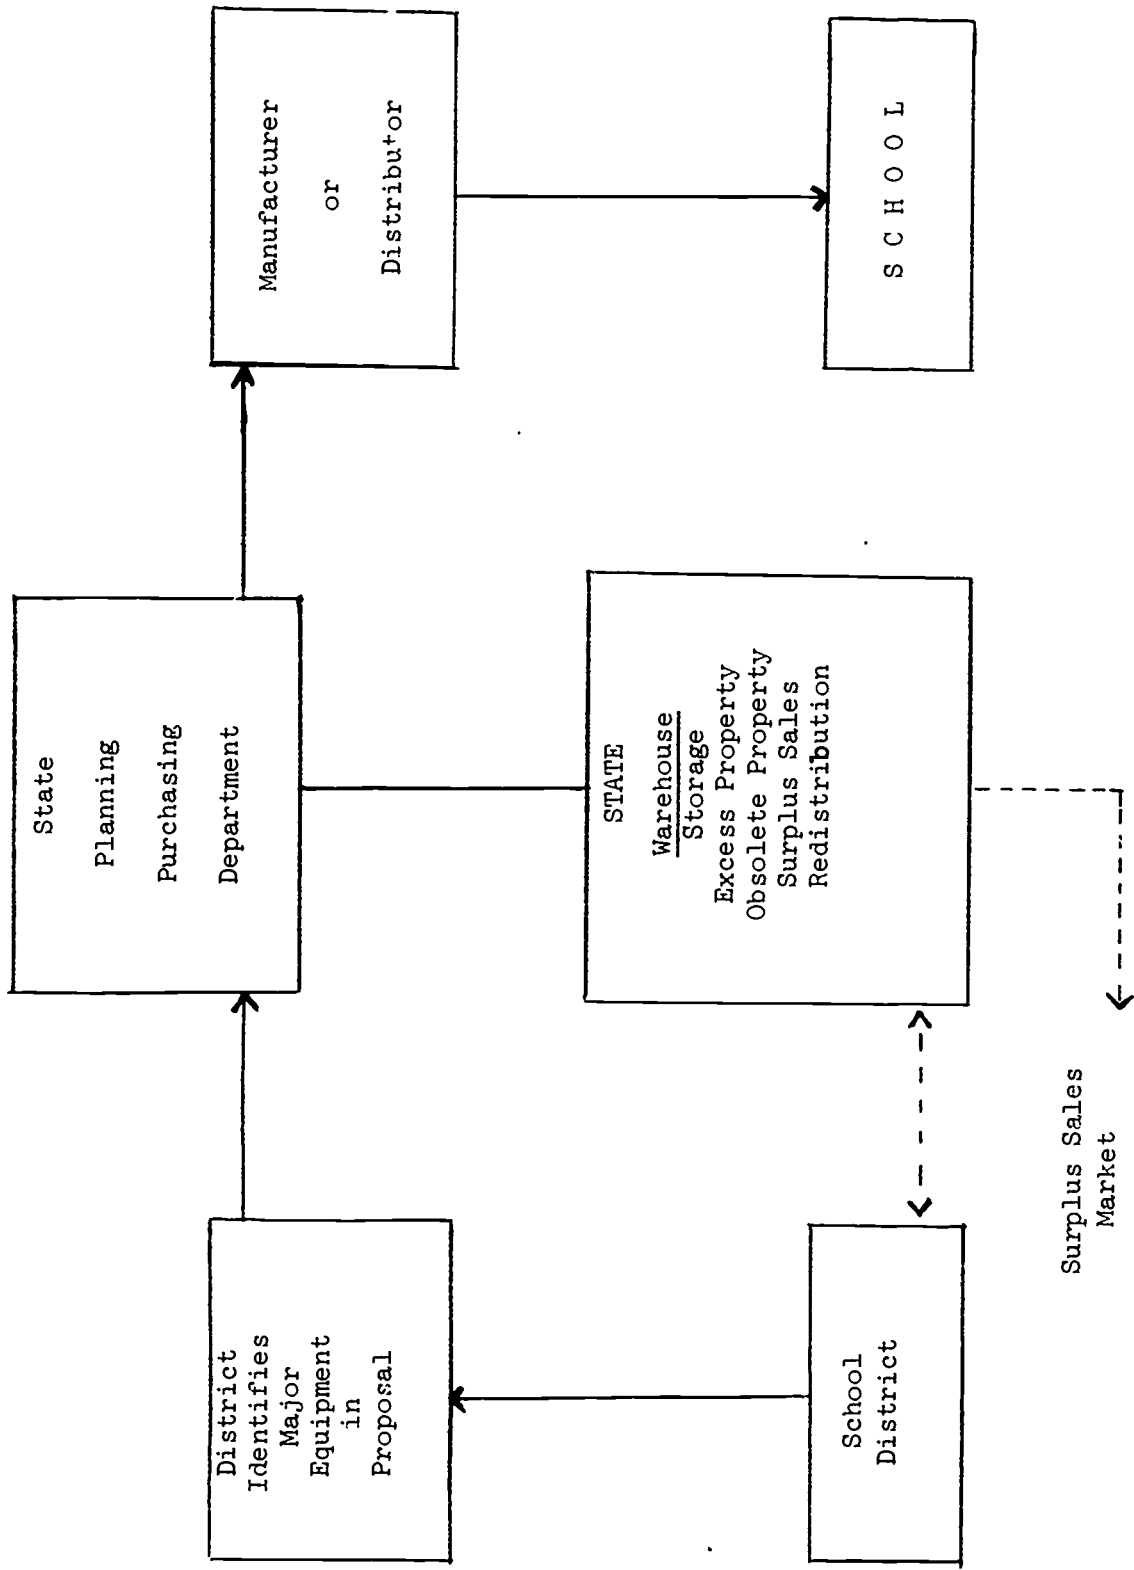 District
Identifies
Major
Equipment
in
Proposal
State
Planning
Purchasing
Department
Manufacturer
or
Distributor
School
District
STATE
Warehouse
Storage
Excess Property
Obsolete Property
Surplus Sales
Redistribution
SCHOOL
Surplus Sales
Market